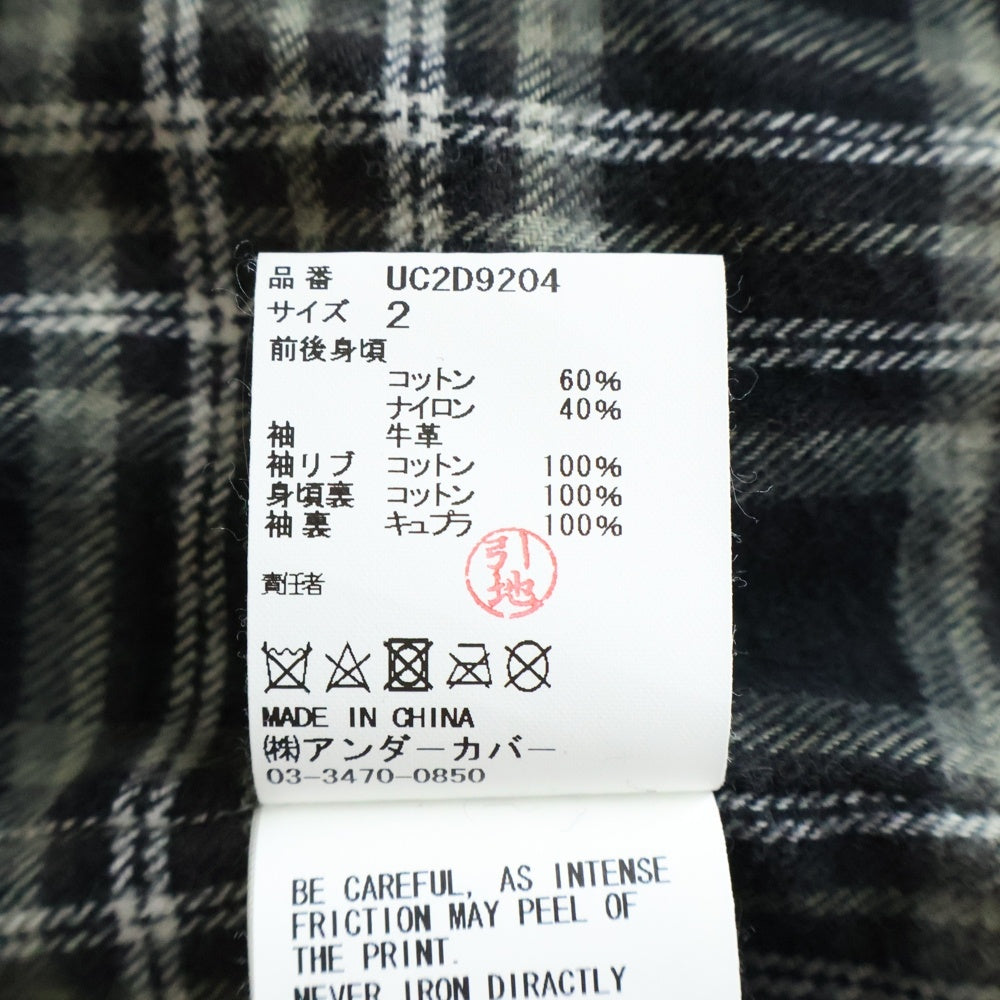 品番 UC2D9204
サイズ 2
前後身頃
コットン 60%
ナイロン 40%
袖 牛革
袖リブ コットン 100%
身頃裏 コットン 100%
袖裏 キュプラ 100%
責任者 引地
MADE IN CHINA
㈱アンダーカバー
03-3470-0850
BE CAREFUL, AS INTENSE
FRICTION MAY PEEL OF
THE PRINT.
NEVER IRON DIRACTLY